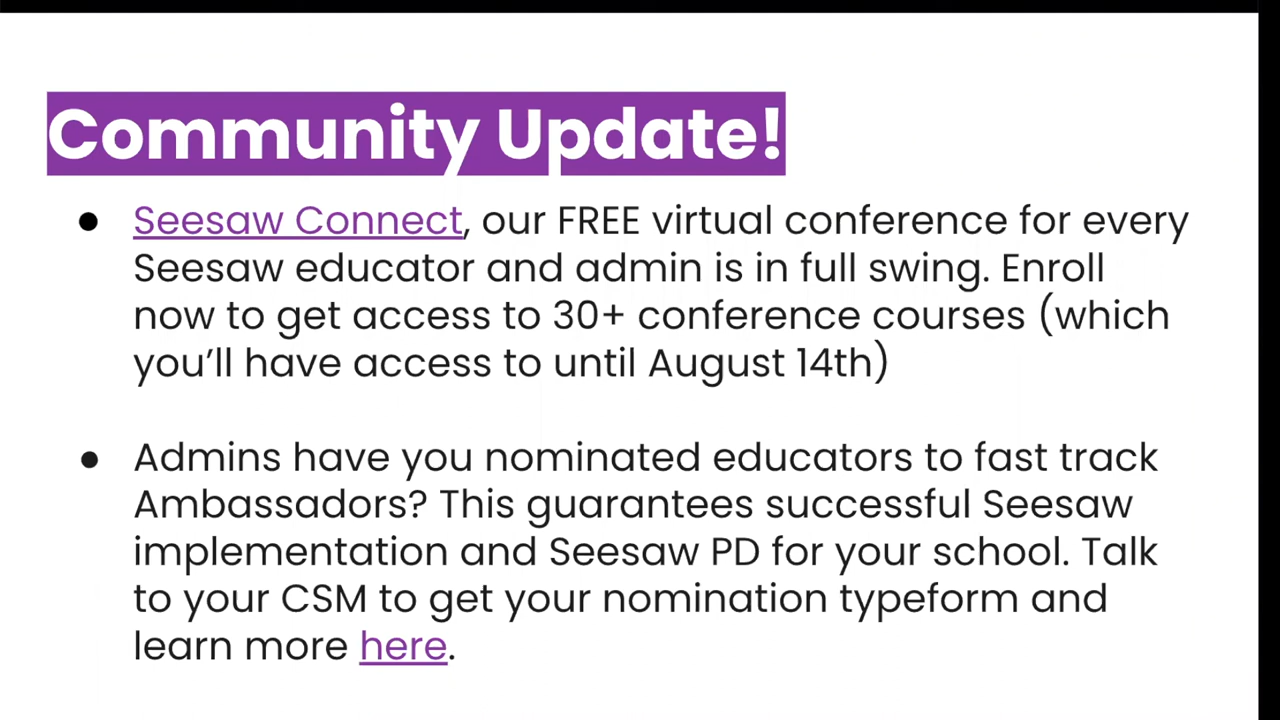 Community Update!
● Seesaw Connect, our FREE virtual conference for every
Seesaw educator and admin is in full swing. Enroll
now to get access to 30+ conference courses (which
you’ll have access to until August 14th)
● Admins have you nominated educators to fast track
Ambassadors? This guarantees successful Seesaw
implementation and Seesaw PD for your school. Talk
to your CSM to get your nomination typeform and
learn more here.